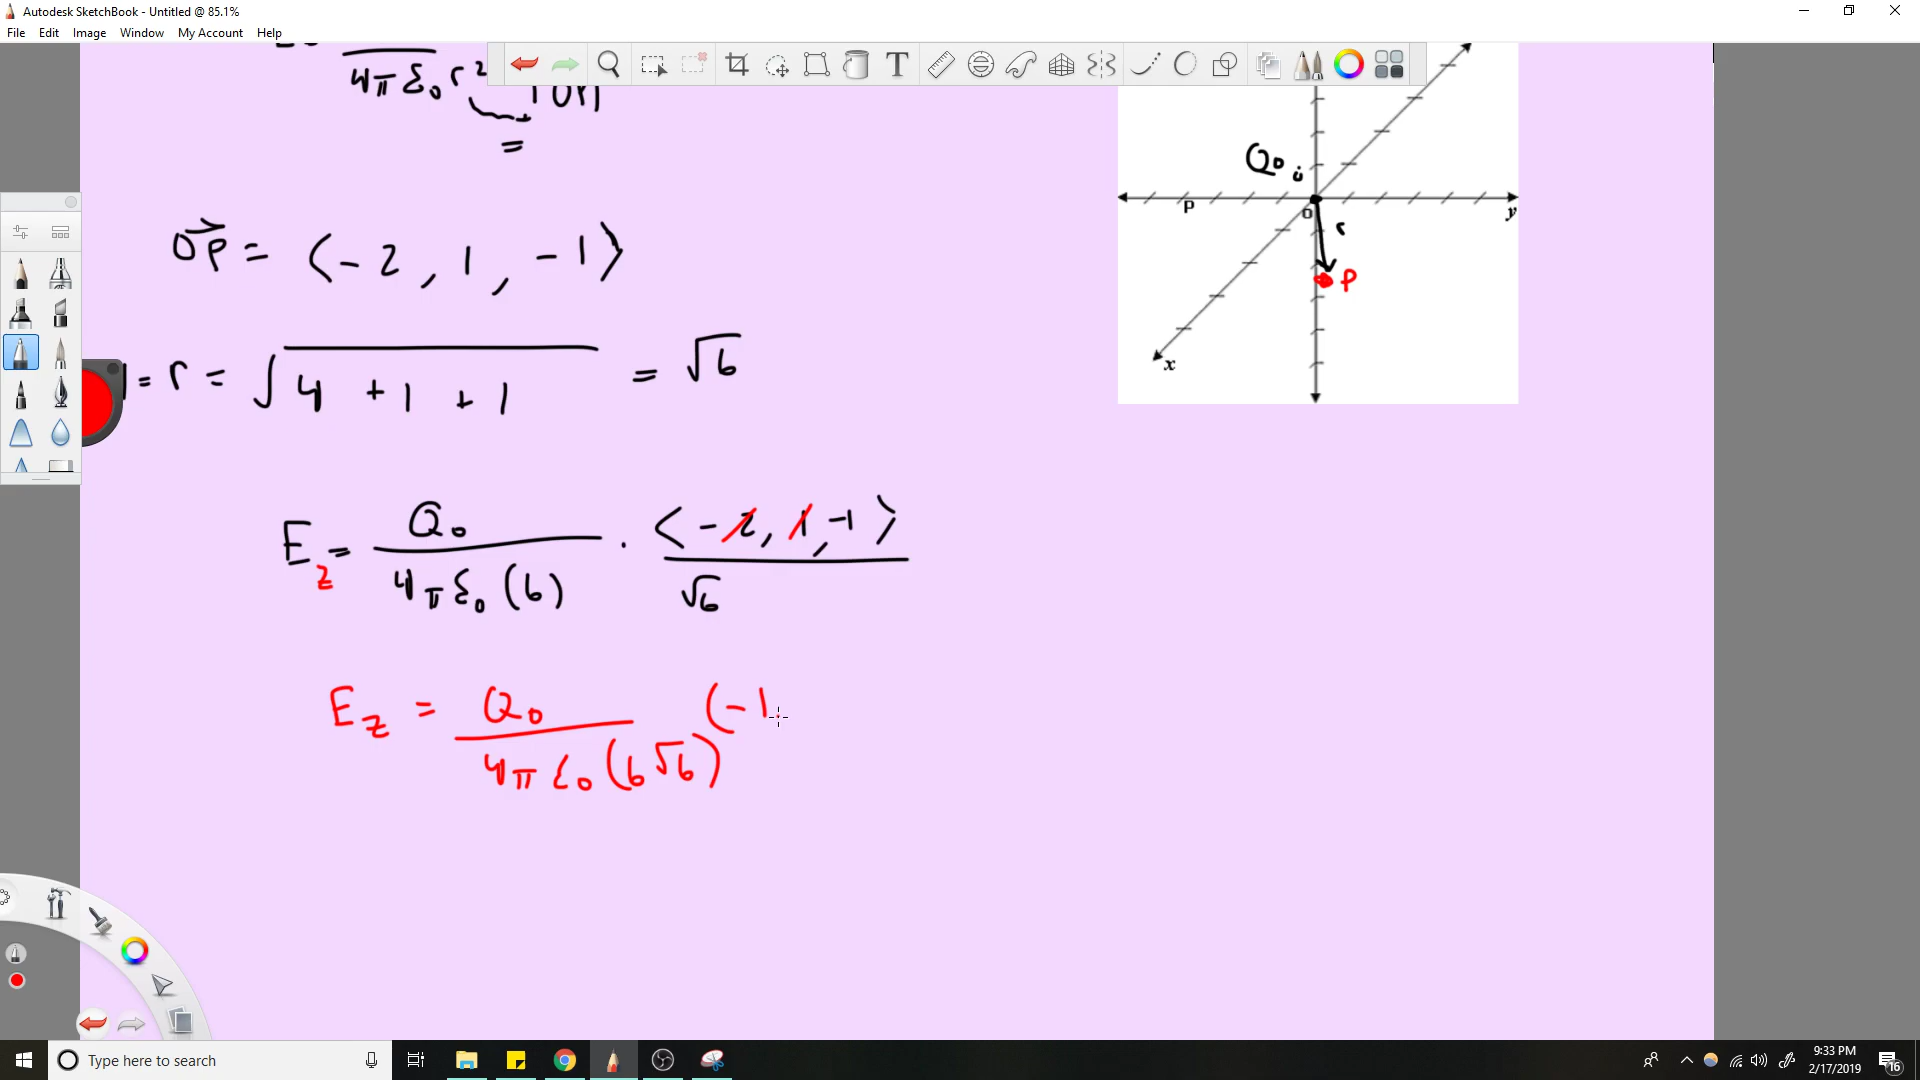 Autodesk SketchBook - Untitled @ 85.1%
File Edit Image Window My Account Help
4πε₀r²
|OP|
=
OP = ⟨-2, 1, -1⟩
= r = √4 + 1 + 1 = √6
E_z = Q₀ / 4πε₀(6) · ⟨-2, 1, -1⟩ / √6
E_z = Q₀ / 4πε₀(6√6) (-1
Q₀
P
o
y
r
P
x
T
Type here to search
9:33 PM
2/17/2019
16